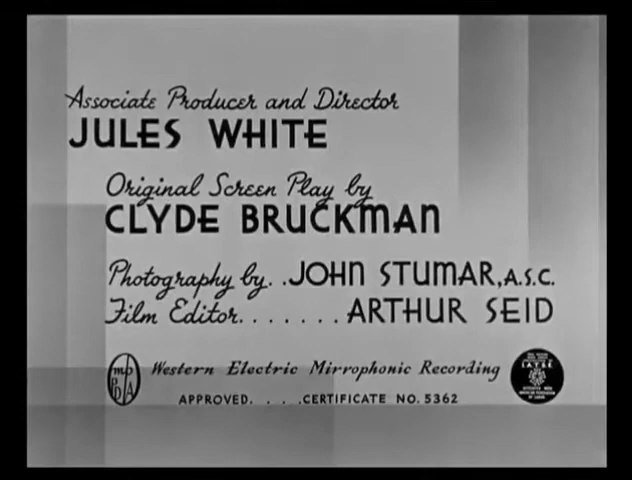 Associate Producer and Director
JULES WHITE
Original Screen Play by
CLYDE BRUCKMAN
Photography by. . JOHN STUMAR, A.S.C.
Film Editor. . . . . . . ARTHUR SEID
Western Electric Mirrophonic Recording
APPROVED. . . . CERTIFICATE NO. 5362
MPPDA
I.A.T.S.E.